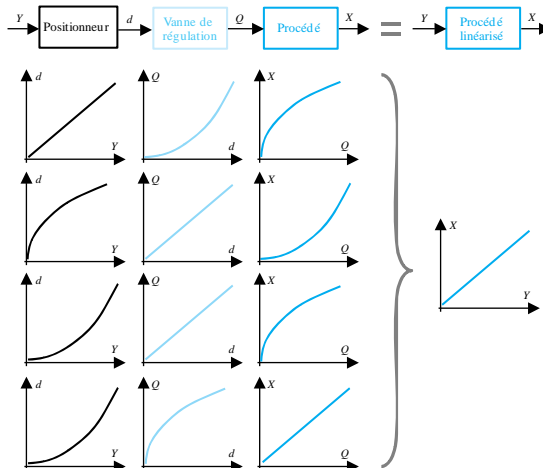 Y Positionneur d Vanne de régulation Q Procédé X = Y Procédé linéarisé X
d Q X
Y d Q
d Q X
Y d Q
X
Y
d Q X
Y d Q
d Q X
Y d Q